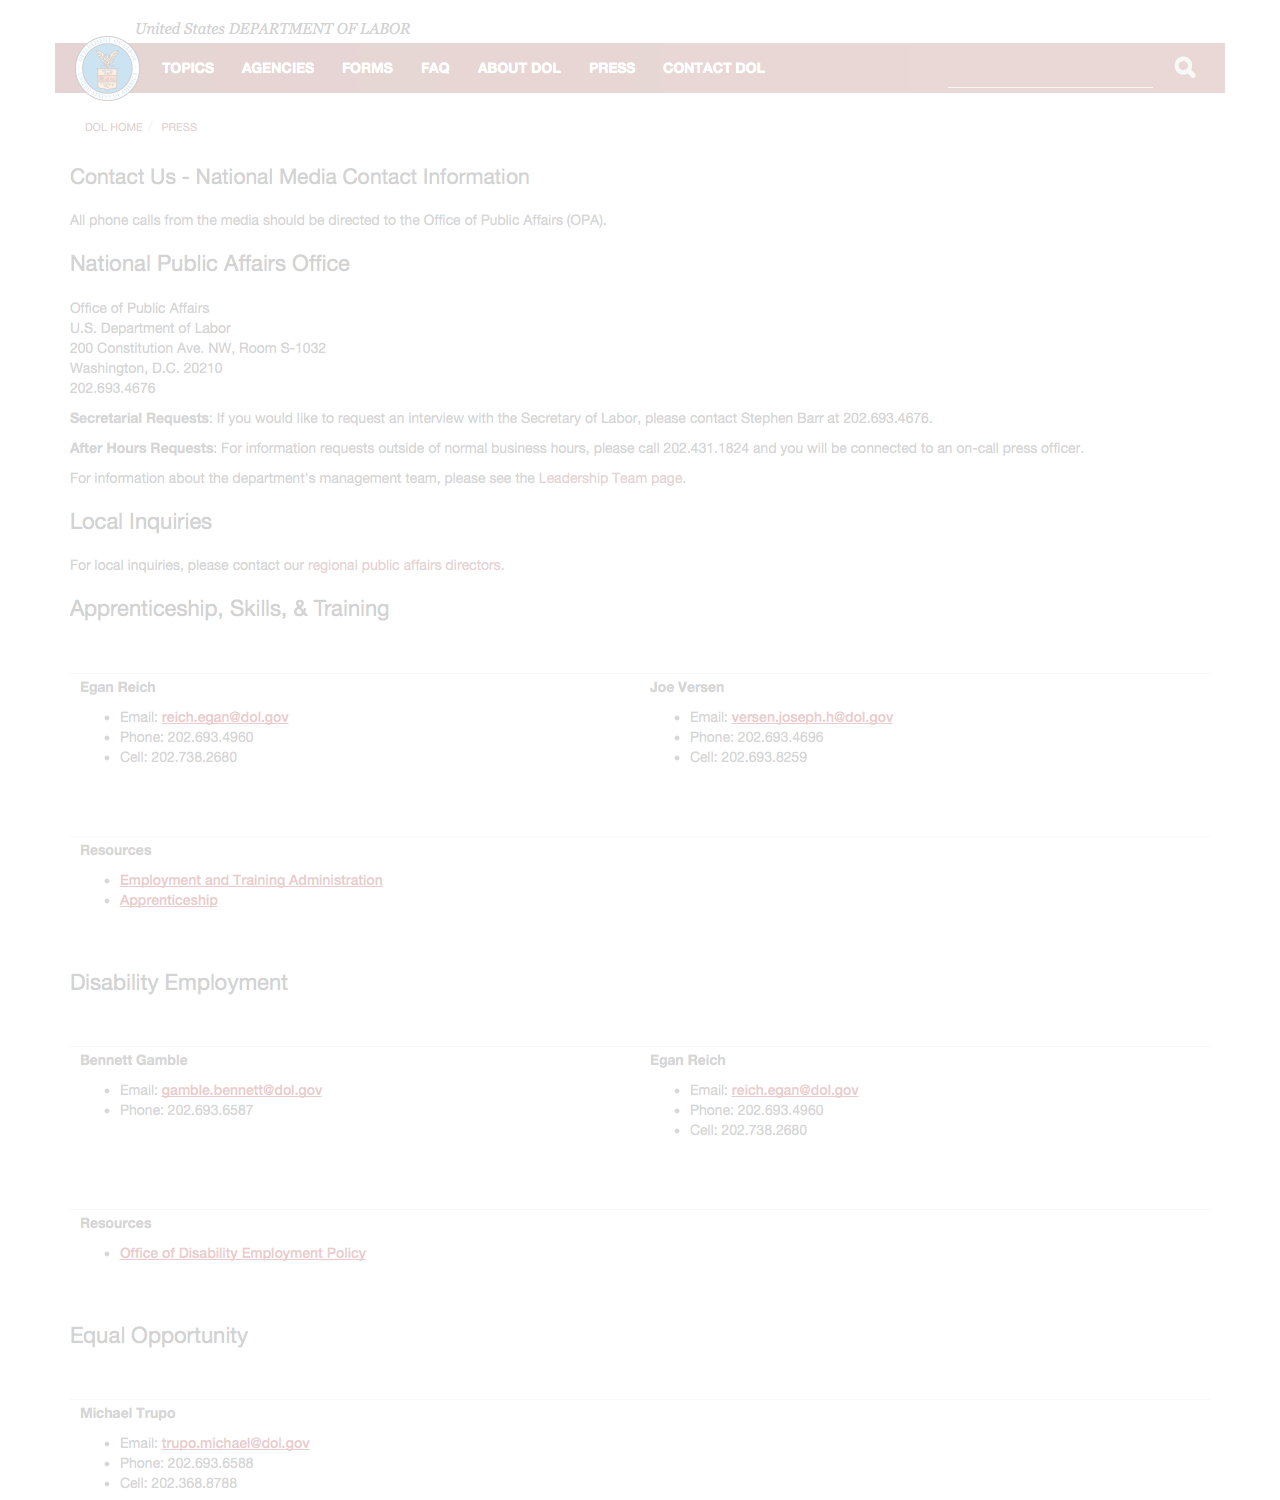 United States DEPARTMENT OF LABOR
TOPICS AGENCIES FORMS FAQ ABOUT DOL PRESS CONTACT DOL
DOL HOME / PRESS
Contact Us - National Media Contact Information
All phone calls from the media should be directed to the Office of Public Affairs (OPA).
National Public Affairs Office
Office of Public Affairs
U.S. Department of Labor
200 Constitution Ave. NW, Room S-1032
Washington, D.C. 20210
202.693.4676
Secretarial Requests: If you would like to request an interview with the Secretary of Labor, please contact Stephen Barr at 202.693.4676.
After Hours Requests: For information requests outside of normal business hours, please call 202.431.1824 and you will be connected to an on-call press officer.
For information about the department's management team, please see the Leadership Team page.
Local Inquiries
For local inquiries, please contact our regional public affairs directors.
Apprenticeship, Skills, & Training
Egan Reich
• Email: reich.egan@dol.gov
• Phone: 202.693.4960
• Cell: 202.738.2680
Joe Versen
• Email: versen.joseph.h@dol.gov
• Phone: 202.693.4696
• Cell: 202.693.8259
Resources
• Employment and Training Administration
• Apprenticeship
Disability Employment
Bennett Gamble
• Email: gamble.bennett@dol.gov
• Phone: 202.693.6587
Egan Reich
• Email: reich.egan@dol.gov
• Phone: 202.693.4960
• Cell: 202.738.2680
Resources
• Office of Disability Employment Policy
Equal Opportunity
Michael Trupo
• Email: trupo.michael@dol.gov
• Phone: 202.693.6588
• Cell: 202.368.8788